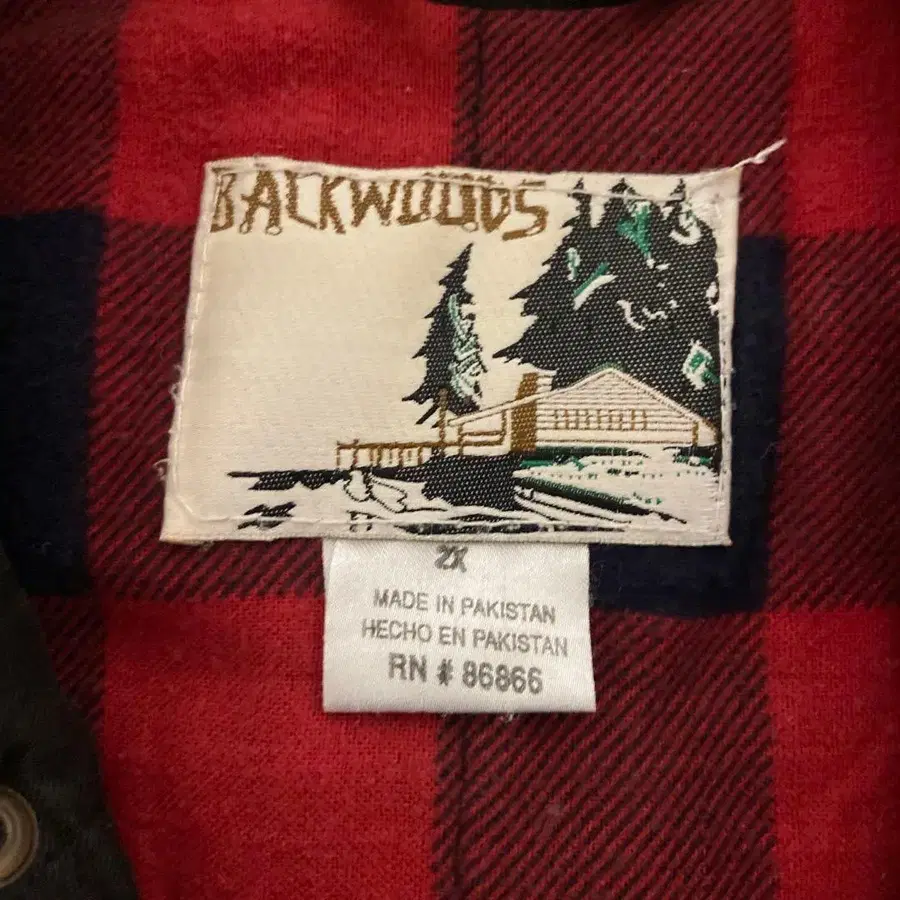 BACKWOODS
2X
MADE IN PAKISTAN
HECHO EN PAKISTAN
RN # 86866